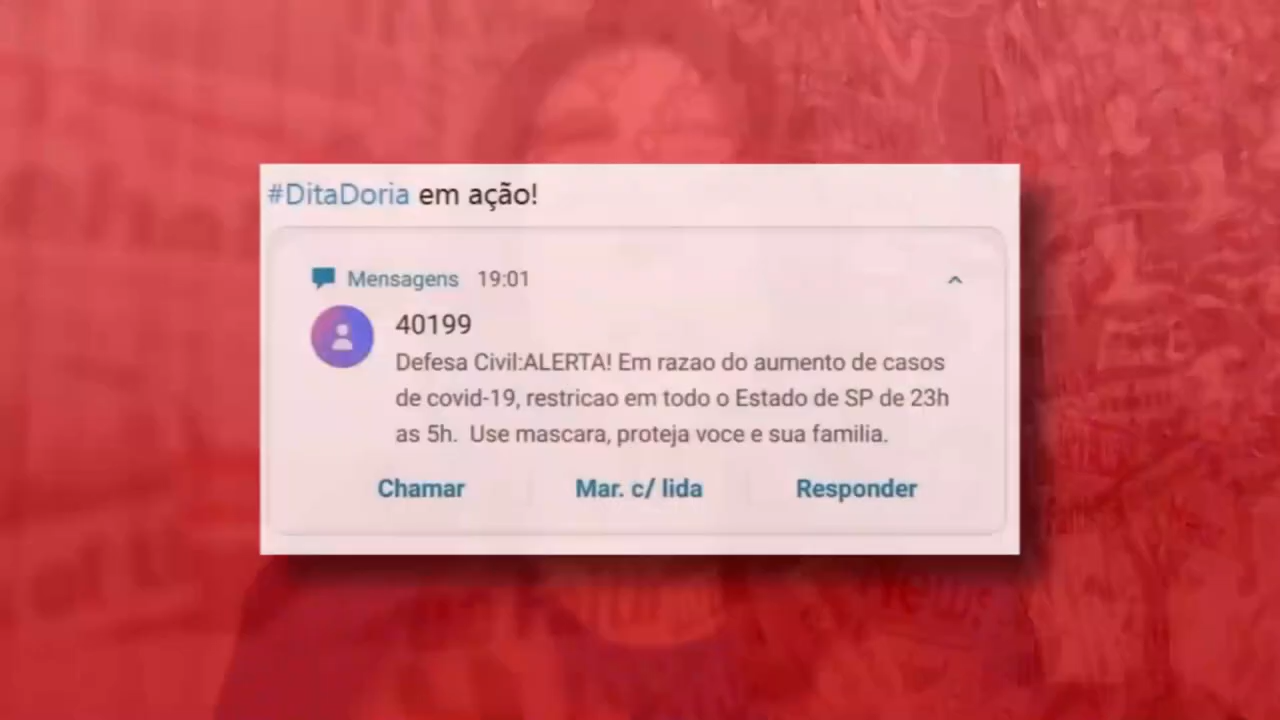 #DitaDoria em ação!
Mensagens 19:01
40199
Defesa Civil:ALERTA! Em razao do aumento de casos
de covid-19, restricao em todo o Estado de SP de 23h
as 5h. Use mascara, proteja voce e sua familia.
Chamar Mar. c/ lida Responder